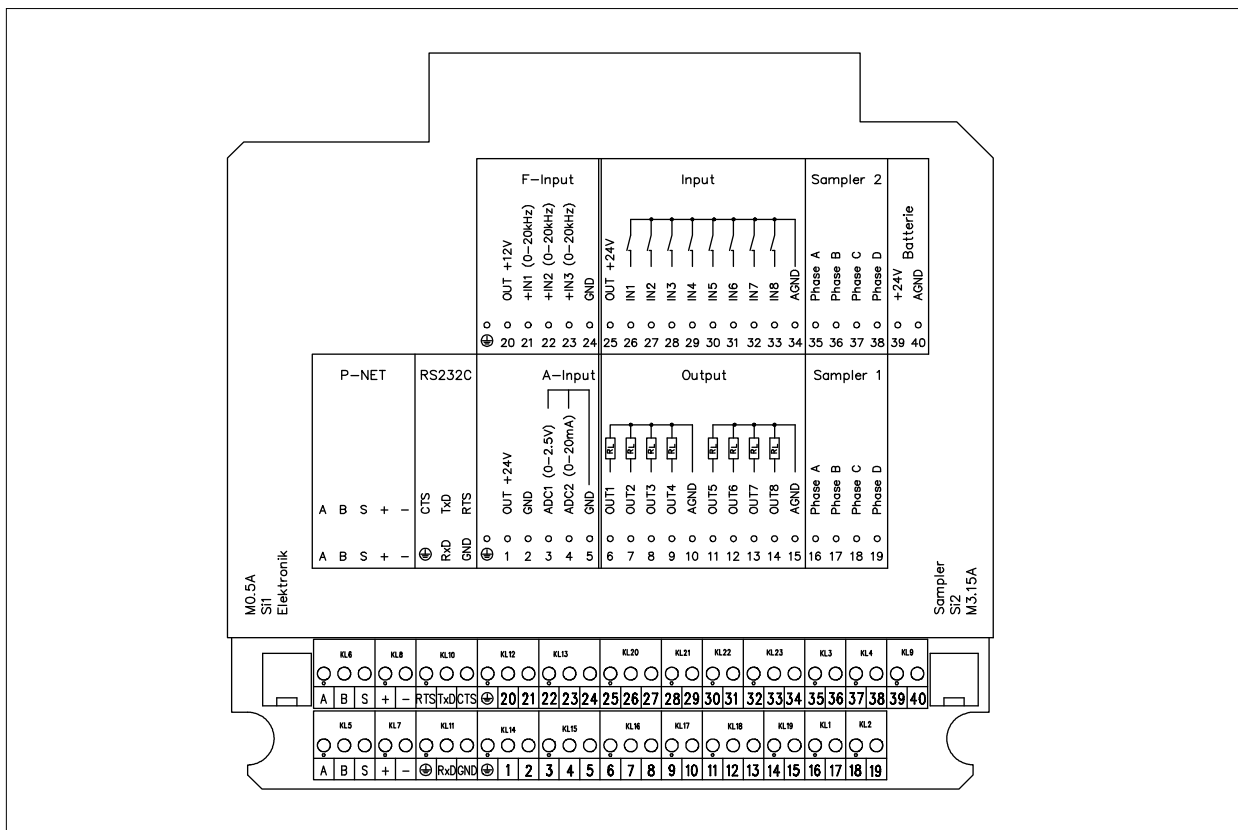 F-Input Input Sampler 2
OUT +12V
+IN1 (0-20kHz)
+IN2 (0-20kHz)
+IN3 (0-20kHz)
GND
OUT +24V
IN1
IN2
IN3
IN4
IN5
IN6
IN7
IN8
AGND
Phase A
Phase B
Phase C
Phase D
+24V
AGND
Batterie
20 21 22 23 24 25 26 27 28 29 30 31 32 33 34 35 36 37 38 39 40
P-NET RS232C A-Input Output Sampler 1
A B S + -
CTS
TxD
RTS
OUT +24V
GND
ADC1 (0-2.5V)
ADC2 (0-20mA)
GND
RL
RL
RL
RL
RL
RL
RL
RL
OUT1
OUT2
OUT3
OUT4
AGND
OUT5
OUT6
OUT7
OUT8
AGND
Phase A
Phase B
Phase C
Phase D
A B S + -
RxD
GND
1 2 3 4 5 6 7 8 9 10 11 12 13 14 15 16 17 18 19
M0.5A
Si1
Elektronik
Sampler
Si2
M3.15A
KL6 KL8 KL10 KL12 KL13 KL20 KL21 KL22 KL23 KL3 KL4 KL9
A B S + - RTS TxD CTS 20 21 22 23 24 25 26 27 28 29 30 31 32 33 34 35 36 37 38 39 40
KL5 KL7 KL11 KL14 KL15 KL16 KL17 KL18 KL19 KL1 KL2
A B S + - RxD GND 1 2 3 4 5 6 7 8 9 10 11 12 13 14 15 16 17 18 19